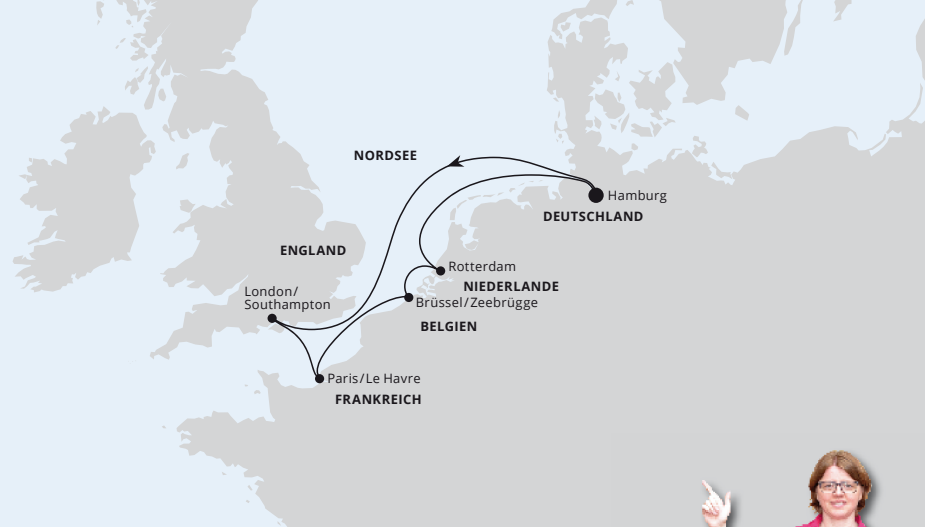 NORDSEE
Hamburg
DEUTSCHLAND
ENGLAND
Rotterdam
NIEDERLANDE
London/
Southampton
Brüssel/Zeebrügge
BELGIEN
Paris/Le Havre
FRANKREICH